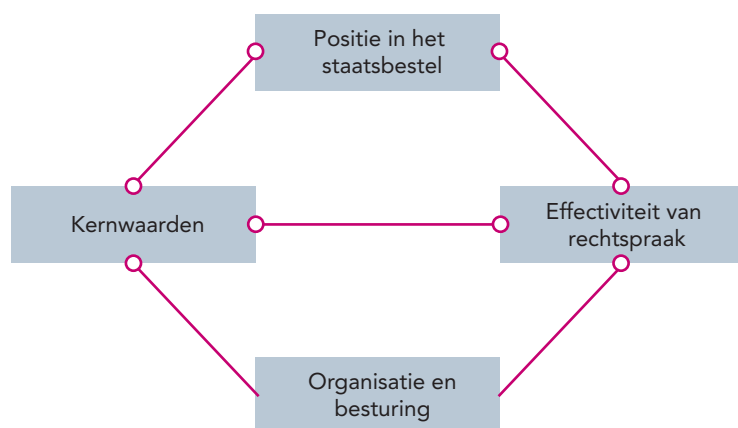 Positie in het
staatsbestel
Kernwaarden
Effectiviteit van
rechtspraak
Organisatie en
besturing